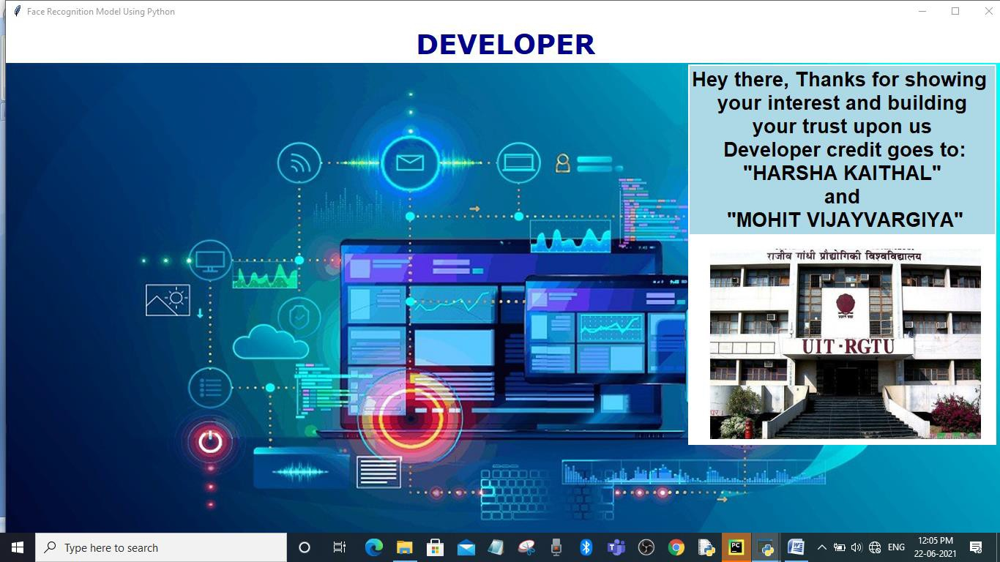 Face Recognition Model Using Python
DEVELOPER
Hey there, Thanks for showing
your interest and building
your trust upon us
Developer credit goes to:
"HARSHA KAITHAL"
and
"MOHIT VIJAYVARGIYA"
राजीव गांधी प्रौद्योगिकी विश्वविद्यालय
UIT-RGTU
Type here to search
PC
ENG
12:05 PM
22-06-2021